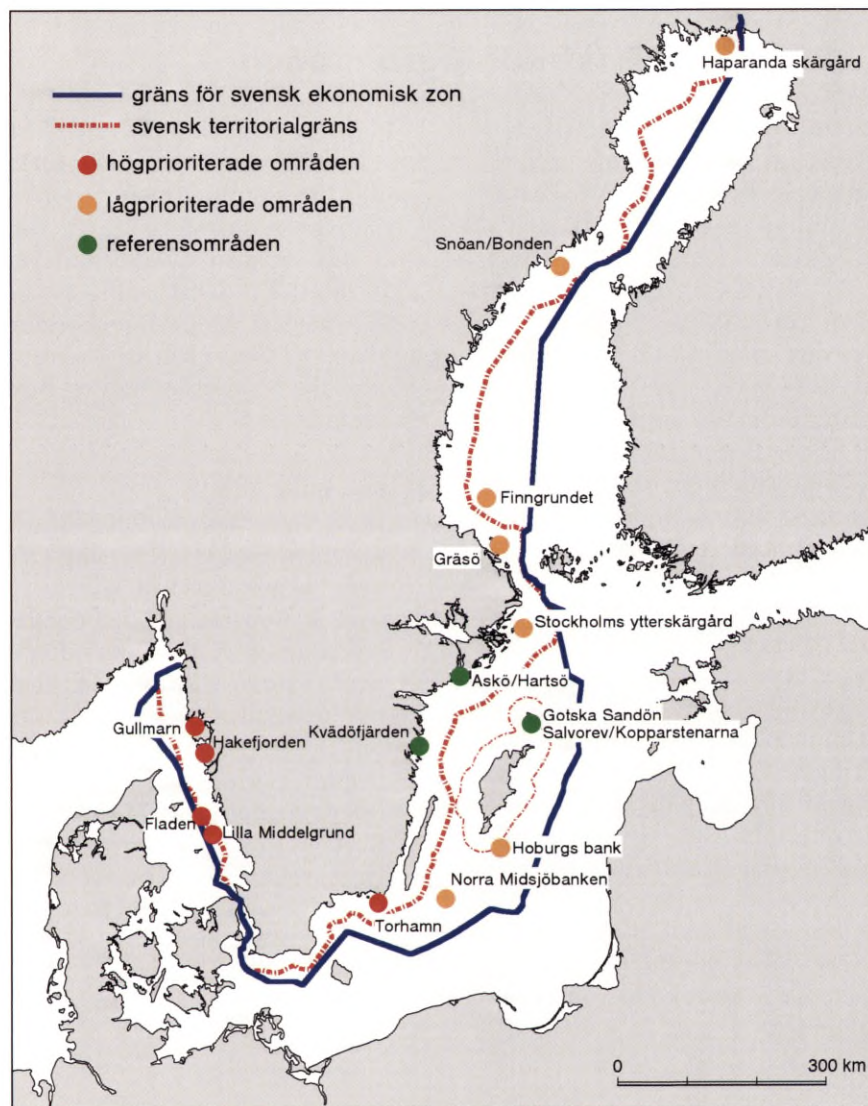 gräns för svensk ekonomisk zon
svensk territorialgräns
högprioriterade områden
lågprioriterade områden
referensområden
Haparanda skärgård
Snöan/Bonden
Finngrundet
Gräsö
Stockholms ytterskärgård
Askö/Hartsö
Gullmarn
Hakefjorden
Kvädöfjärden
Gotska Sandön
Salvorev/Kopparstenarna
Fladen
Lilla Middelgrund
Hoburgs bank
Norra Midsjöbanken
Torhamn
0 300 km